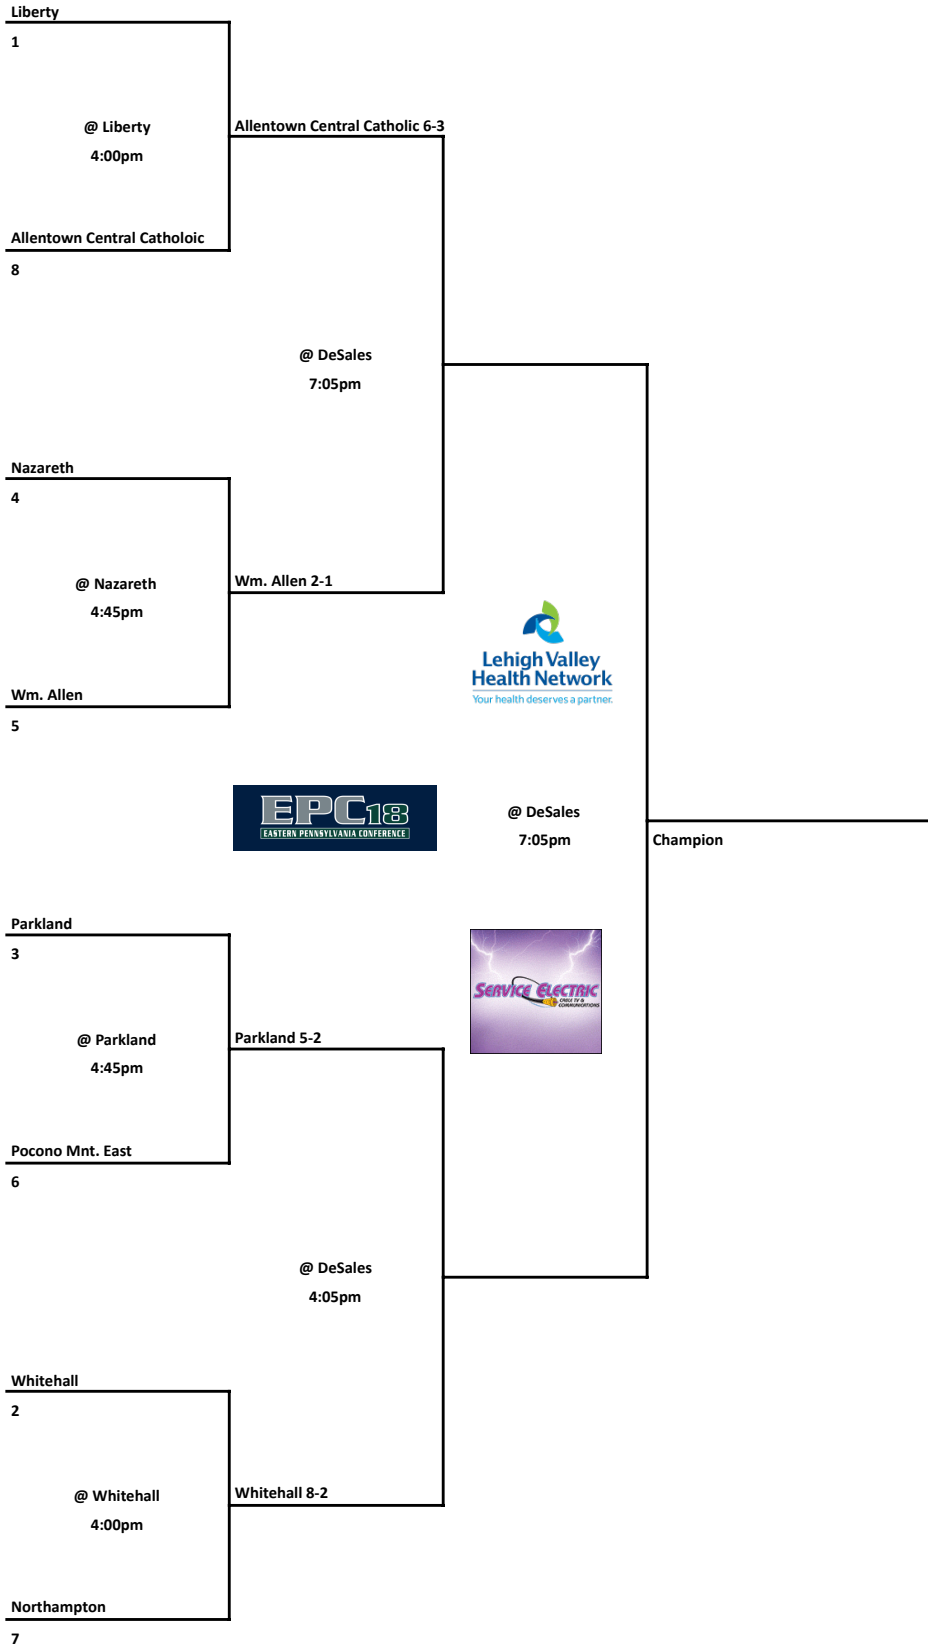 Liberty
1
@ Liberty
4:00pm
Allentown Central Catholic 6-3
Allentown Central Catholoic
8
@ DeSales
7:05pm
Nazareth
4
@ Nazareth
4:45pm
Wm. Allen 2-1
Wm. Allen
5
Lehigh Valley
Health Network
Your health deserves a partner.
EPC18
EASTERN PENNSYLVANIA CONFERENCE
@ DeSales
7:05pm
Champion
Parkland
3
@ Parkland
4:45pm
Parkland 5-2
SERVICE ELECTRIC
CABLE TV &
COMMUNICATIONS
Pocono Mnt. East
6
@ DeSales
4:05pm
Whitehall
2
@ Whitehall
4:00pm
Whitehall 8-2
Northampton
7